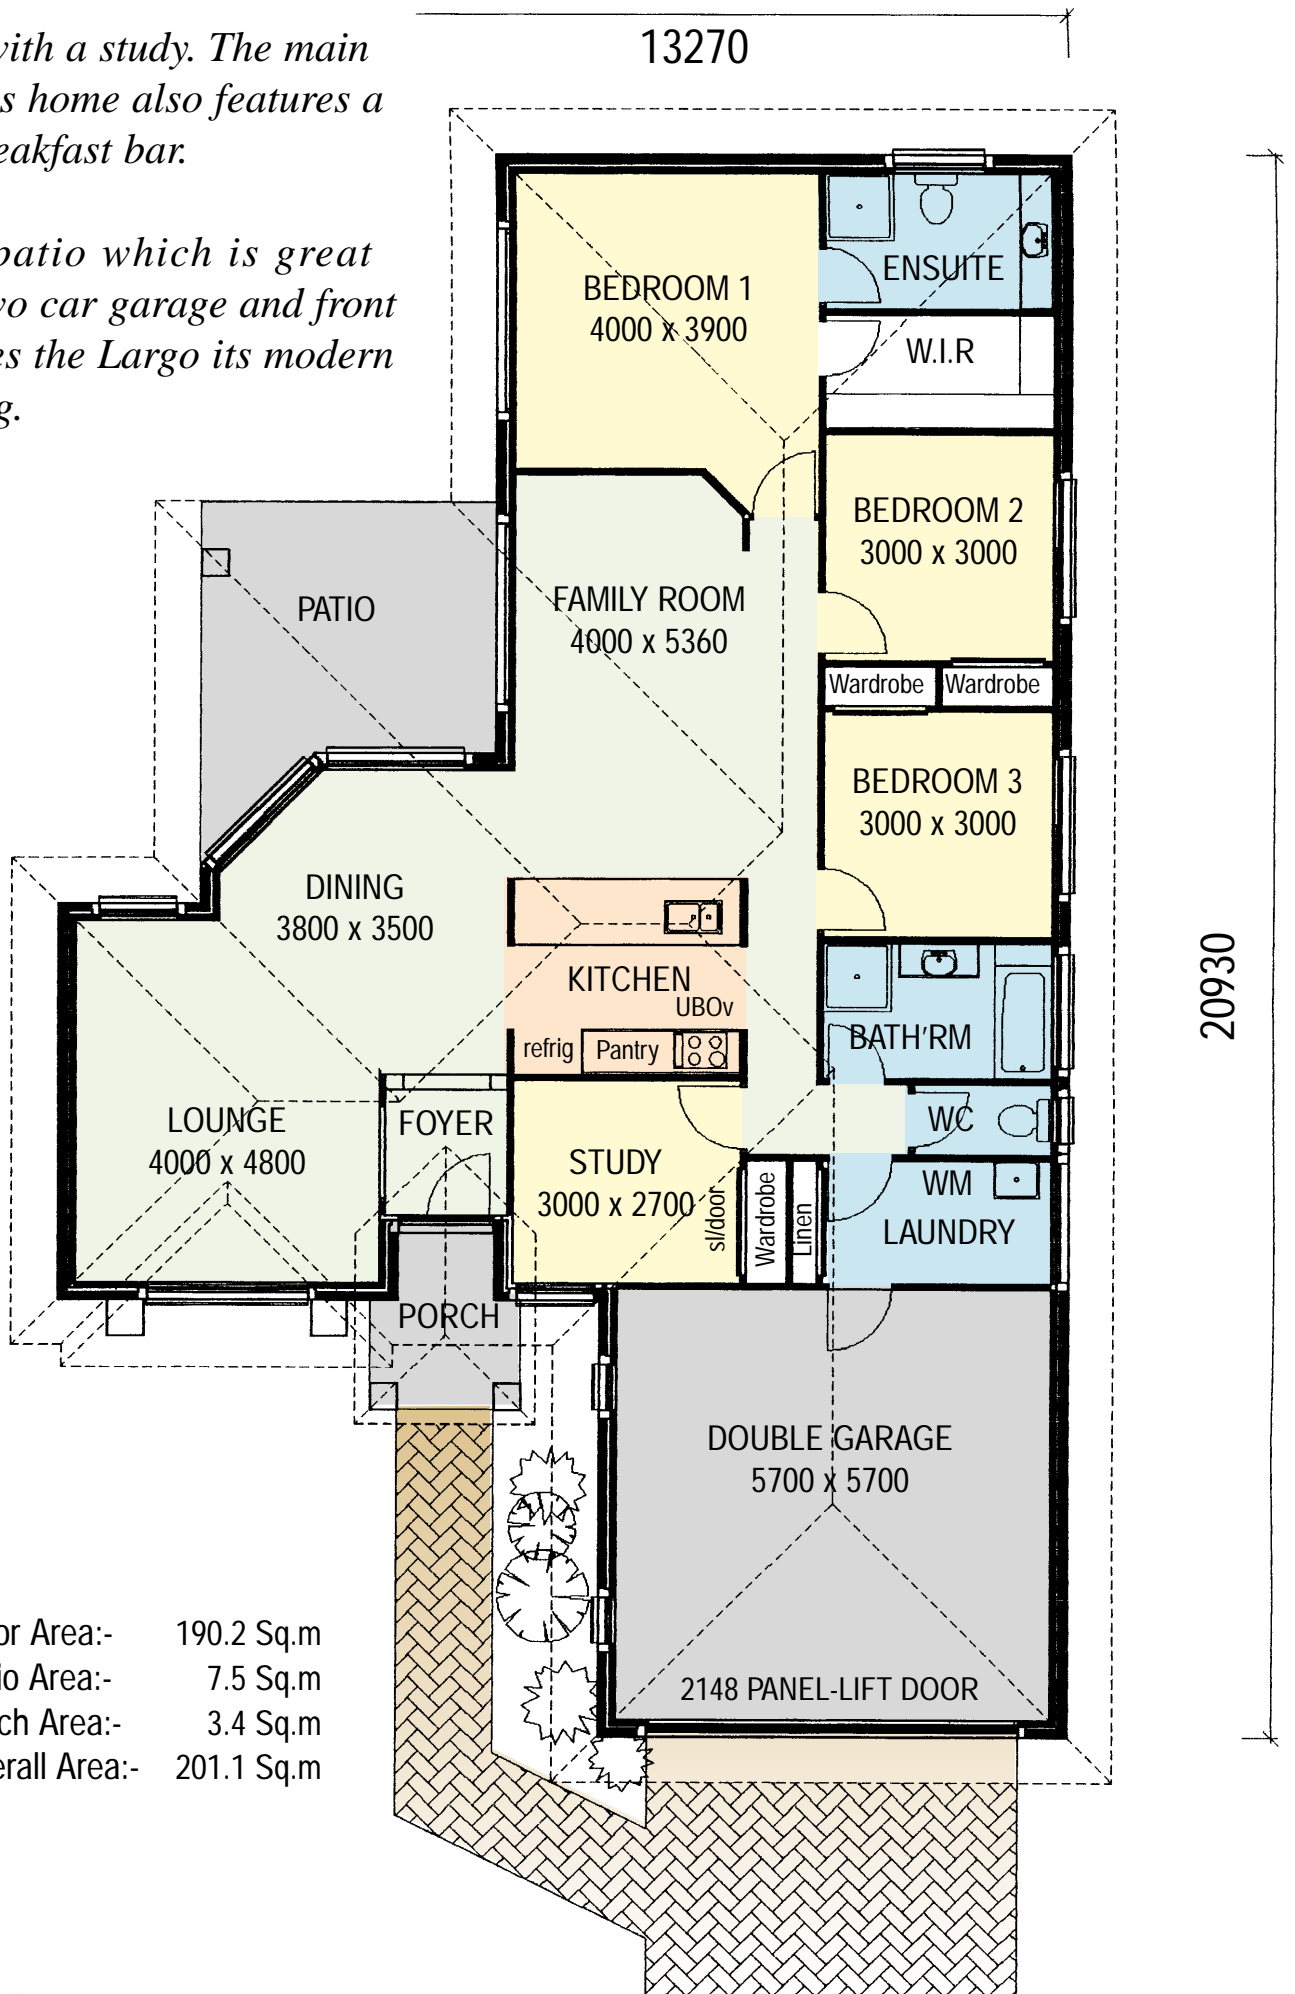 with a study. The main
s home also features a
eakfast bar.
patio which is great
vo car garage and front
es the Largo its modern
g.
13270
20930
BEDROOM 1
4000 x 3900
ENSUITE
W.I.R
BEDROOM 2
3000 x 3000
PATIO
FAMILY ROOM
4000 x 5360
Wardrobe
Wardrobe
BEDROOM 3
3000 x 3000
DINING
3800 x 3500
KITCHEN
UBOv
refrig
Pantry
BATH'RM
LOUNGE
4000 x 4800
FOYER
WC
STUDY
3000 x 2700
sl/door
Wardrobe
Linen
WM
LAUNDRY
PORCH
DOUBLE GARAGE
5700 x 5700
2148 PANEL-LIFT DOOR
or Area:- 190.2 Sq.m
io Area:- 7.5 Sq.m
ch Area:- 3.4 Sq.m
erall Area:- 201.1 Sq.m